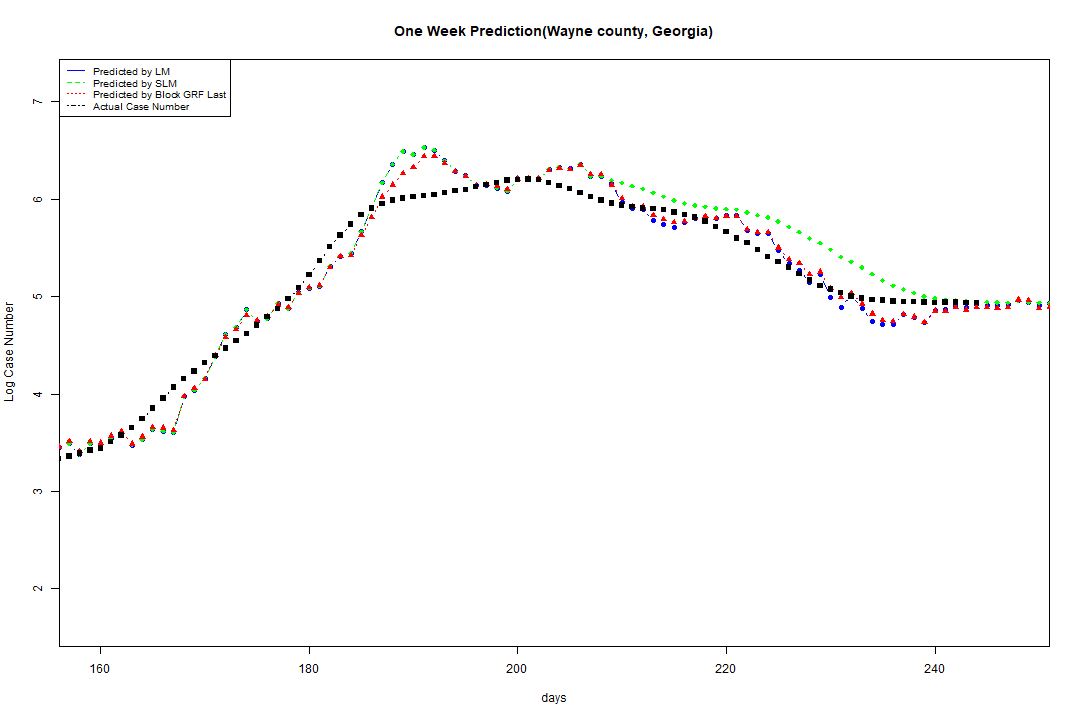 One Week Prediction(Wayne county, Georgia)
Predicted by LM
Predicted by SLM
Predicted by Block GRF Last
Actual Case Number
7
6
5
4
3
2
Log Case Number
160 180 200 220 240
days